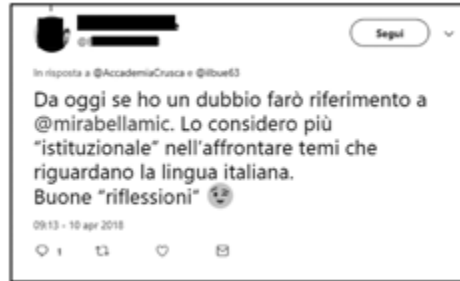 Segui
In risposta a @AccademiaCrusca e @ilbue63
Da oggi se ho un dubbio farò riferimento a
@mirabellamic. Lo considero più
“istituzionale” nell’affrontare temi che
riguardano la lingua italiana.
Buone “riflessioni”
09:13 - 10 apr 2018
1